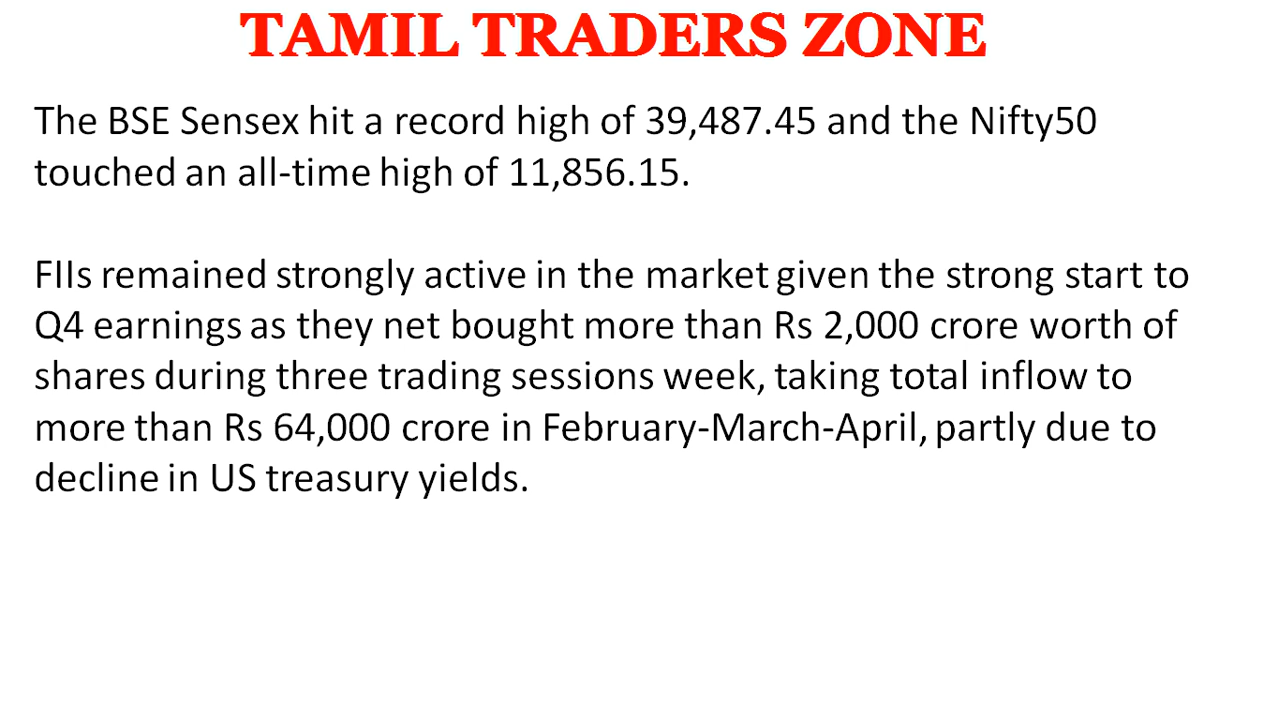 TAMIL TRADERS ZONE
The BSE Sensex hit a record high of 39,487.45 and the Nifty50
touched an all-time high of 11,856.15.
FIIs remained strongly active in the market given the strong start to
Q4 earnings as they net bought more than Rs 2,000 crore worth of
shares during three trading sessions week, taking total inflow to
more than Rs 64,000 crore in February-March-April, partly due to
decline in US treasury yields.